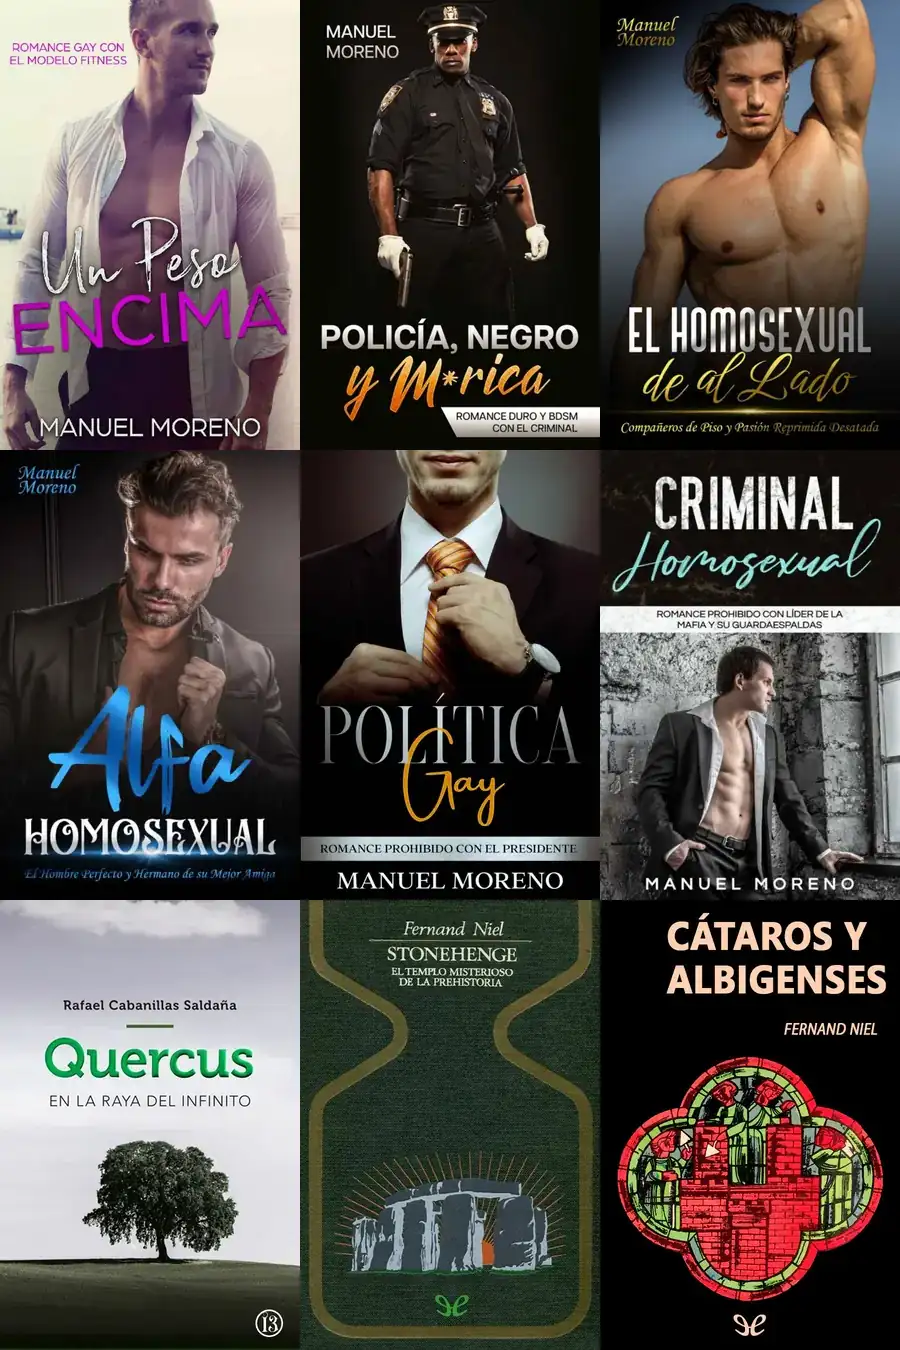 ROMANCE GAY CON
EL MODELO FITNESS
Un Peso
ENCIMA
MANUEL MORENO
MANUEL
MORENO
POLICÍA, NEGRO
y M*rica
ROMANCE DURO Y BDSM
CON EL CRIMINAL
Manuel
Moreno
EL HOMOSEXUAL
de al Lado
Compañeros de Piso y Pasión Reprimida Desatada
Manuel
Moreno
Alfa
HOMOSEXUAL
El Hombre Perfecto y Hermano de su Mejor Amiga
POLÍTICA
Gay
ROMANCE PROHIBIDO CON EL PRESIDENTE
MANUEL MORENO
CRIMINAL
Homosexual
ROMANCE PROHIBIDO CON LÍDER DE LA
MAFIA Y SU GUARDAESPALDAS
MANUEL MORENO
Rafael Cabanillas Saldaña
Quercus
EN LA RAYA DEL INFINITO
13
Fernand Niel
STONEHENGE
EL TEMPLO MISTERIOSO
DE LA PREHISTORIA
CÁTAROS Y
ALBIGENSES
FERNAND NIEL